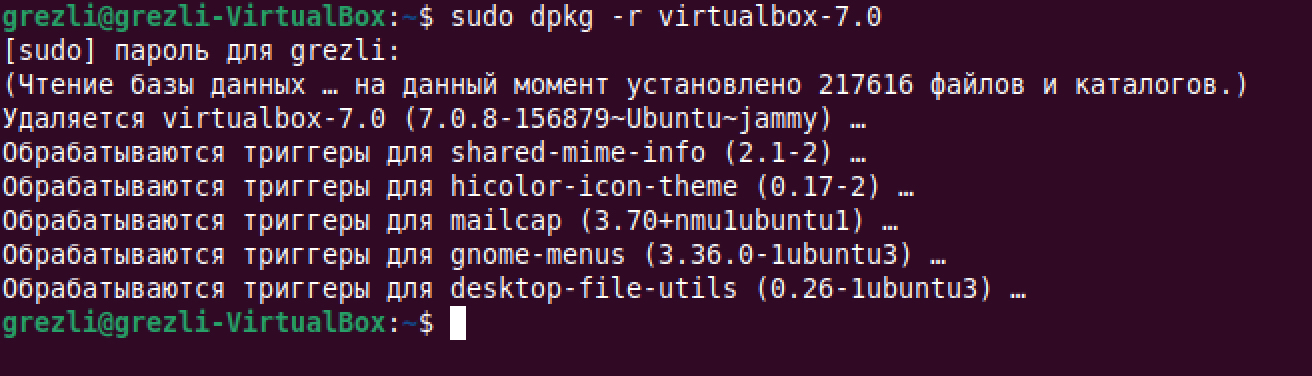 grezli@grezli-VirtualBox:~$ sudo dpkg -r virtualbox-7.0
[sudo] пароль для grezli:
(Чтение базы данных … на данный момент установлено 217616 файлов и каталогов.)
Удаляется virtualbox-7.0 (7.0.8-156879~Ubuntu~jammy) …
Обрабатываются триггеры для shared-mime-info (2.1-2) …
Обрабатываются триггеры для hicolor-icon-theme (0.17-2) …
Обрабатываются триггеры для mailcap (3.70+nmu1ubuntu1) …
Обрабатываются триггеры для gnome-menus (3.36.0-1ubuntu3) …
Обрабатываются триггеры для desktop-file-utils (0.26-1ubuntu3) …
grezli@grezli-VirtualBox:~$